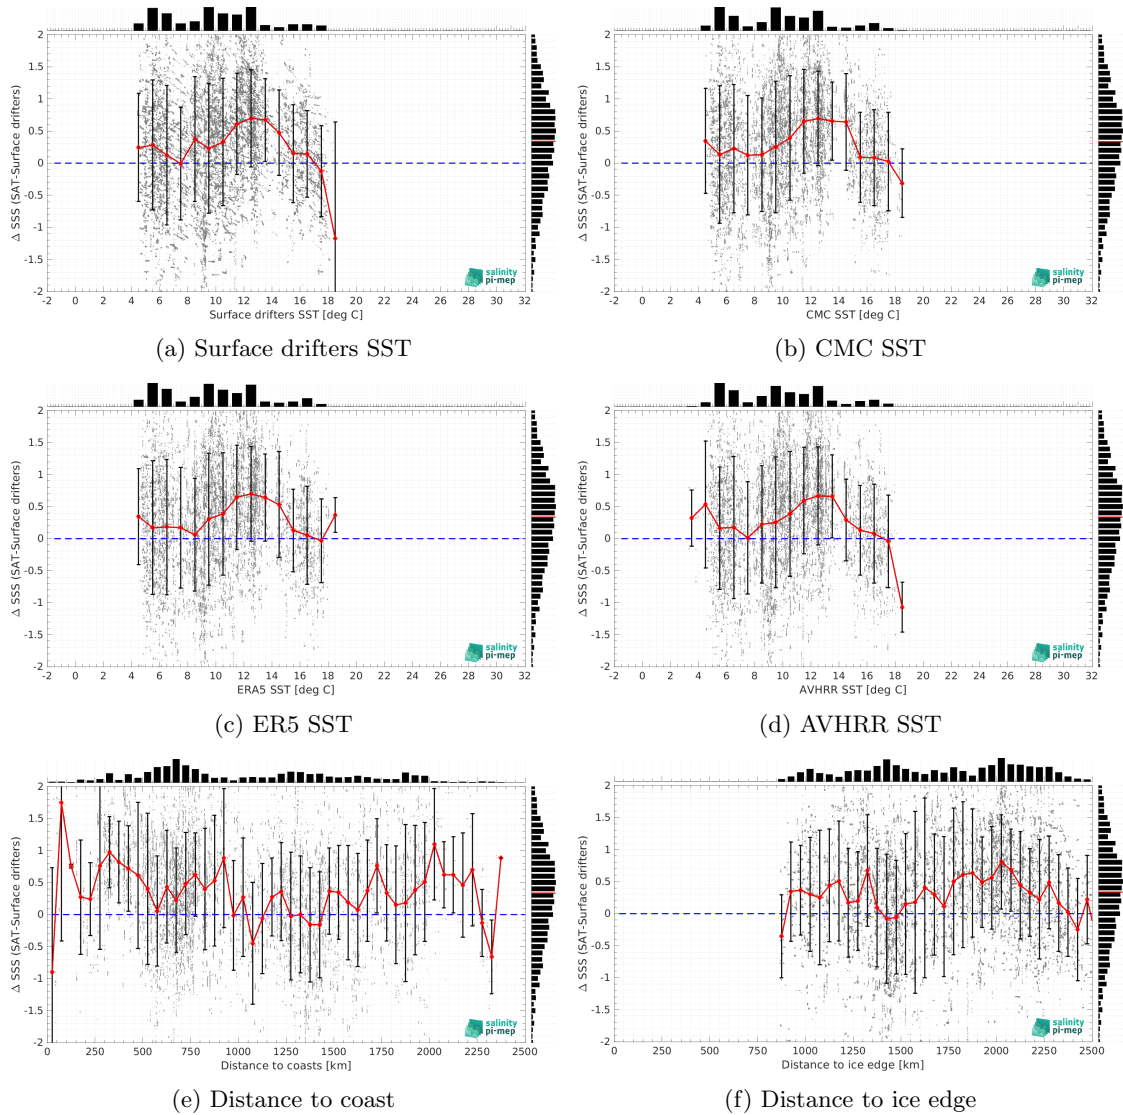 2
1.5
1
0.5
0
-0.5
-1
-1.5
-2
Δ SSS (SAT-Surface drifters)
salinity
pi-mep
-2 0 2 4 6 8 10 12 14 16 18 20 22 24 26 28 30 32
Surface drifters SST [deg C]
(a) Surface drifters SST
2
1.5
1
0.5
0
-0.5
-1
-1.5
-2
Δ SSS (SAT-Surface drifters)
salinity
pi-mep
-2 0 2 4 6 8 10 12 14 16 18 20 22 24 26 28 30 32
CMC SST [deg C]
(b) CMC SST
2
1.5
1
0.5
0
-0.5
-1
-1.5
-2
Δ SSS (SAT-Surface drifters)
salinity
pi-mep
-2 0 2 4 6 8 10 12 14 16 18 20 22 24 26 28 30 32
ERA5 SST [deg C]
(c) ER5 SST
2
1.5
1
0.5
0
-0.5
-1
-1.5
-2
Δ SSS (SAT-Surface drifters)
salinity
pi-mep
-2 0 2 4 6 8 10 12 14 16 18 20 22 24 26 28 30 32
AVHRR SST [deg C]
(d) AVHRR SST
2
1.5
1
0.5
0
-0.5
-1
-1.5
-2
Δ SSS (SAT-Surface drifters)
salinity
pi-mep
0 250 500 750 1000 1250 1500 1750 2000 2250 2500
Distance to coasts [km]
(e) Distance to coast
2
1.5
1
0.5
0
-0.5
-1
-1.5
-2
Δ SSS (SAT-Surface drifters)
salinity
pi-mep
0 250 500 750 1000 1250 1500 1750 2000 2250 2500
Distance to ice edge [km]
(f) Distance to ice edge